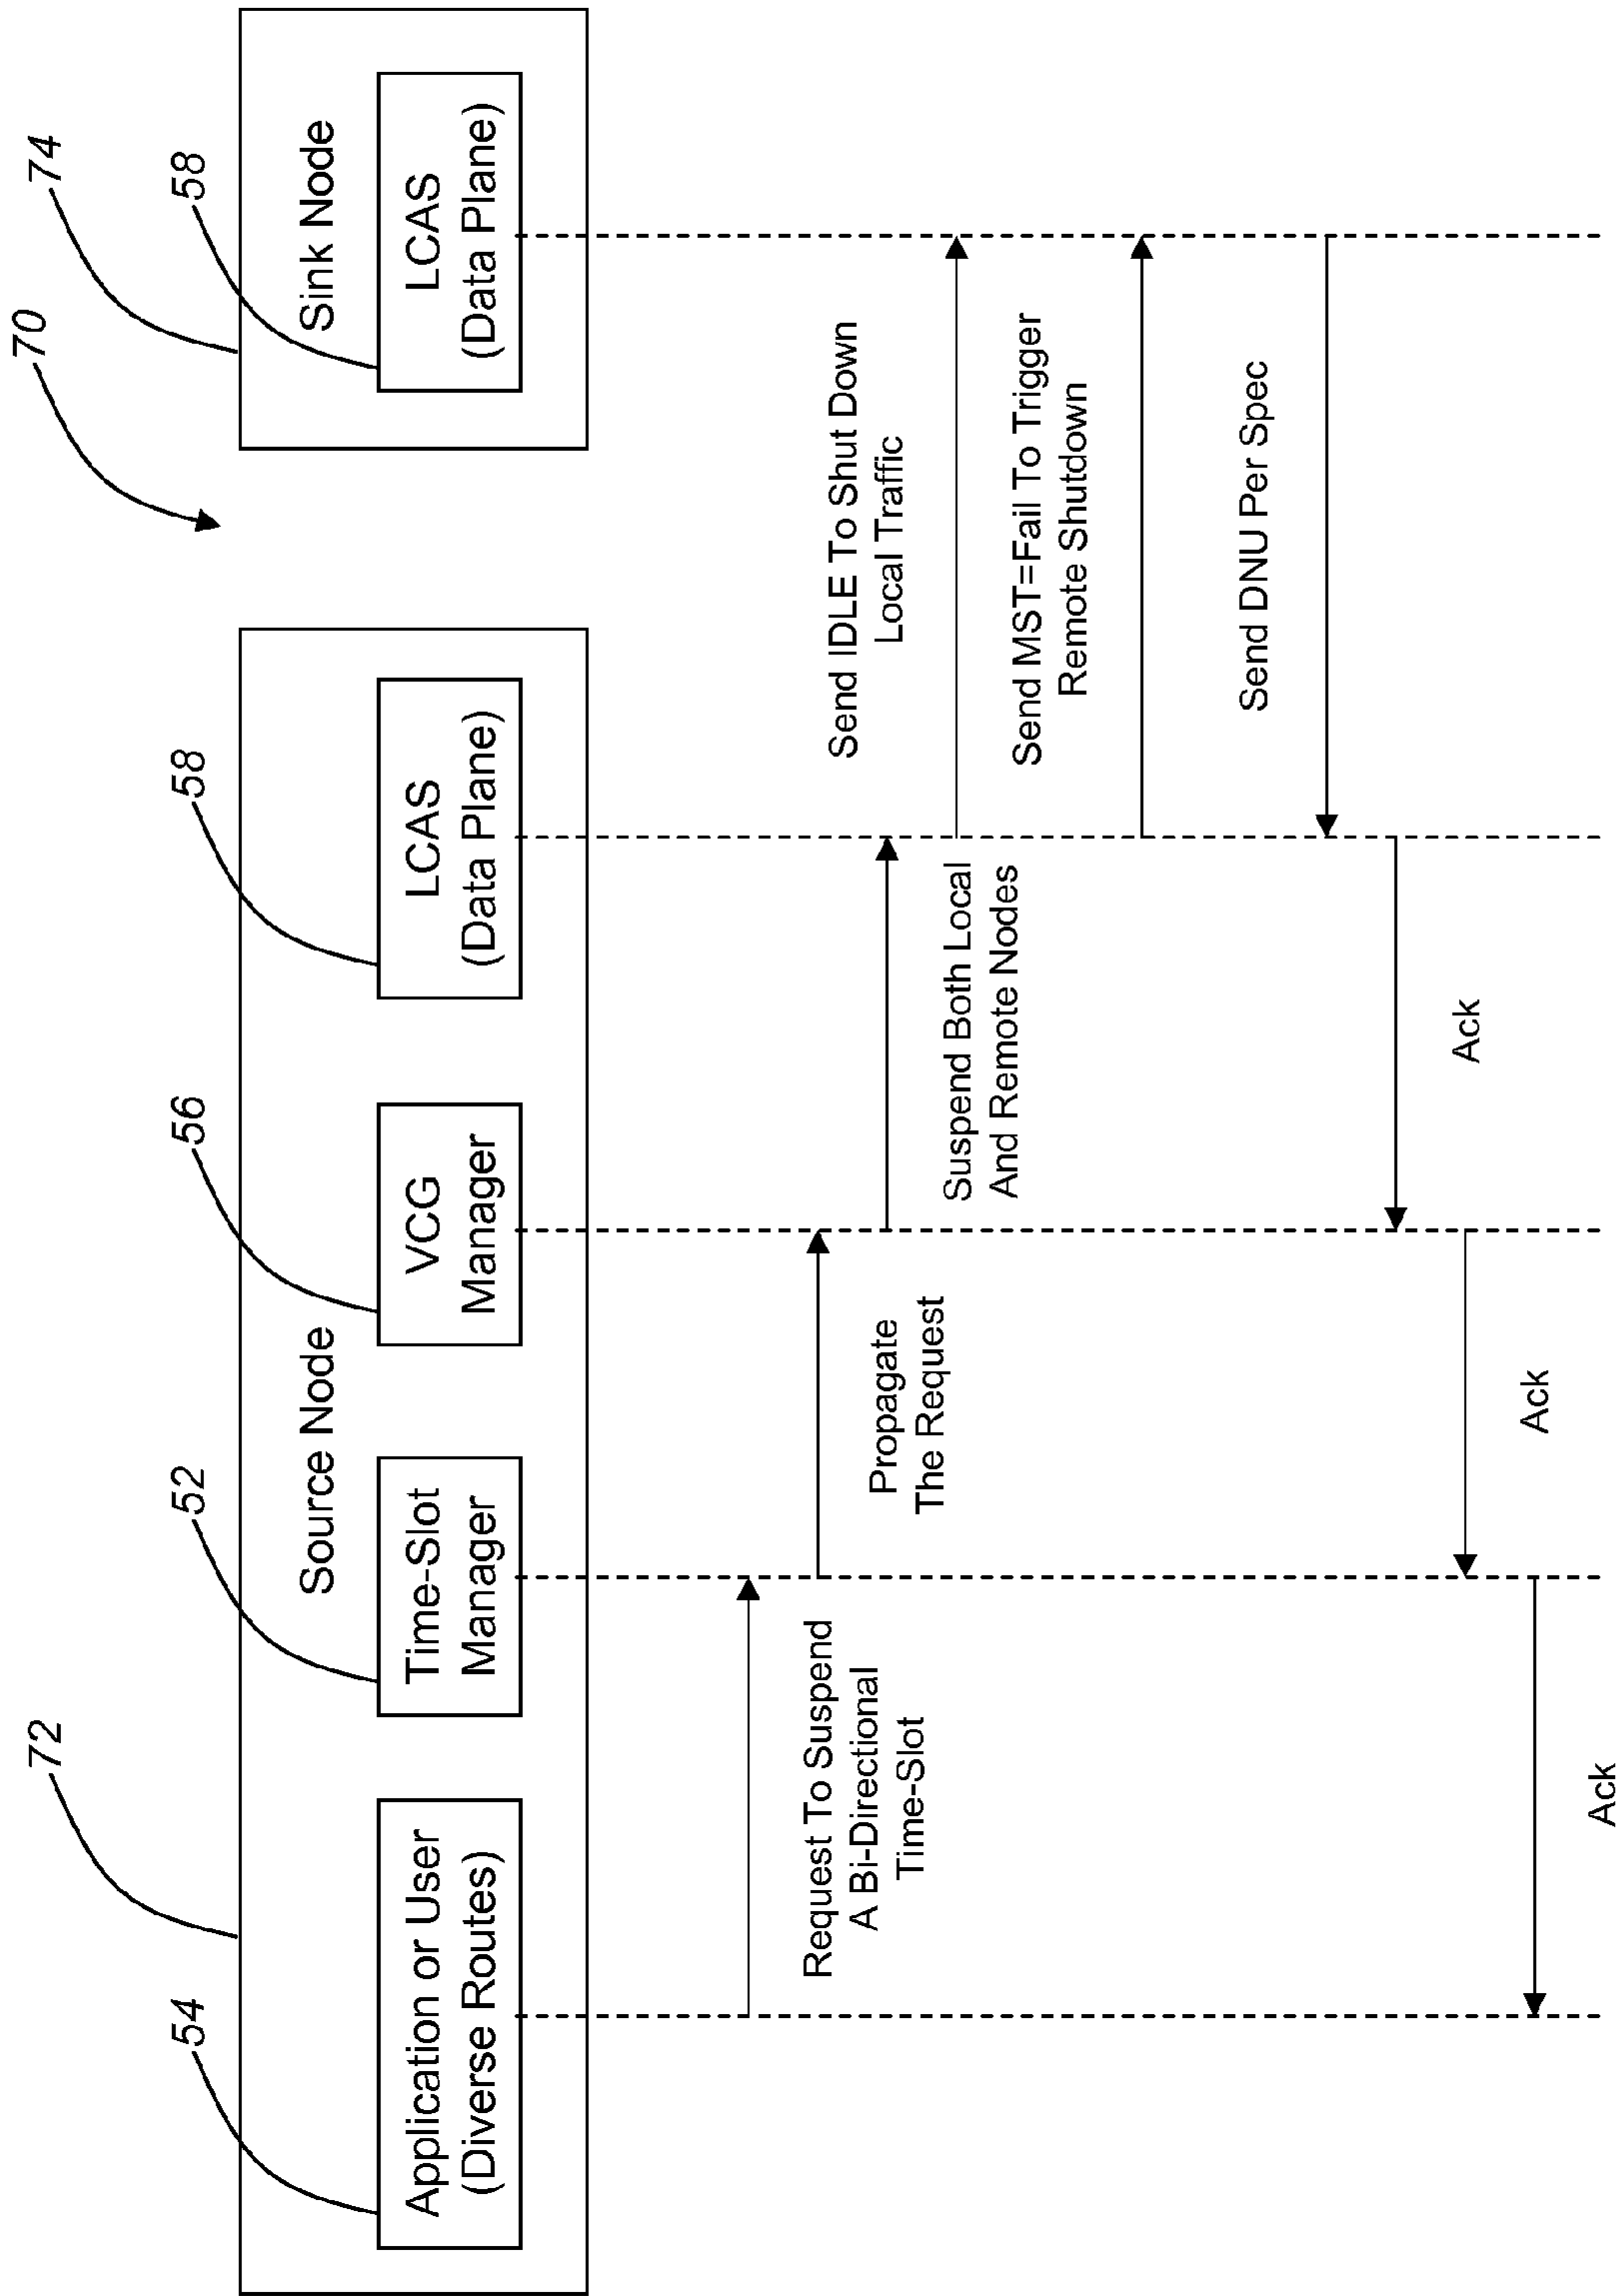 70
72
74
Source Node
Sink Node
54
52
56
58
58
Application or User
(Diverse Routes)
Time-Slot
Manager
VCG
Manager
LCAS
(Data Plane)
LCAS
(Data Plane)
Request To Suspend
A Bi-Directional
Time-Slot
Propagate
The Request
Suspend Both Local
And Remote Nodes
Send IDLE To Shut Down
Local Traffic
Send MST=Fail To Trigger
Remote Shutdown
Send DNU Per Spec
Ack
Ack
Ack